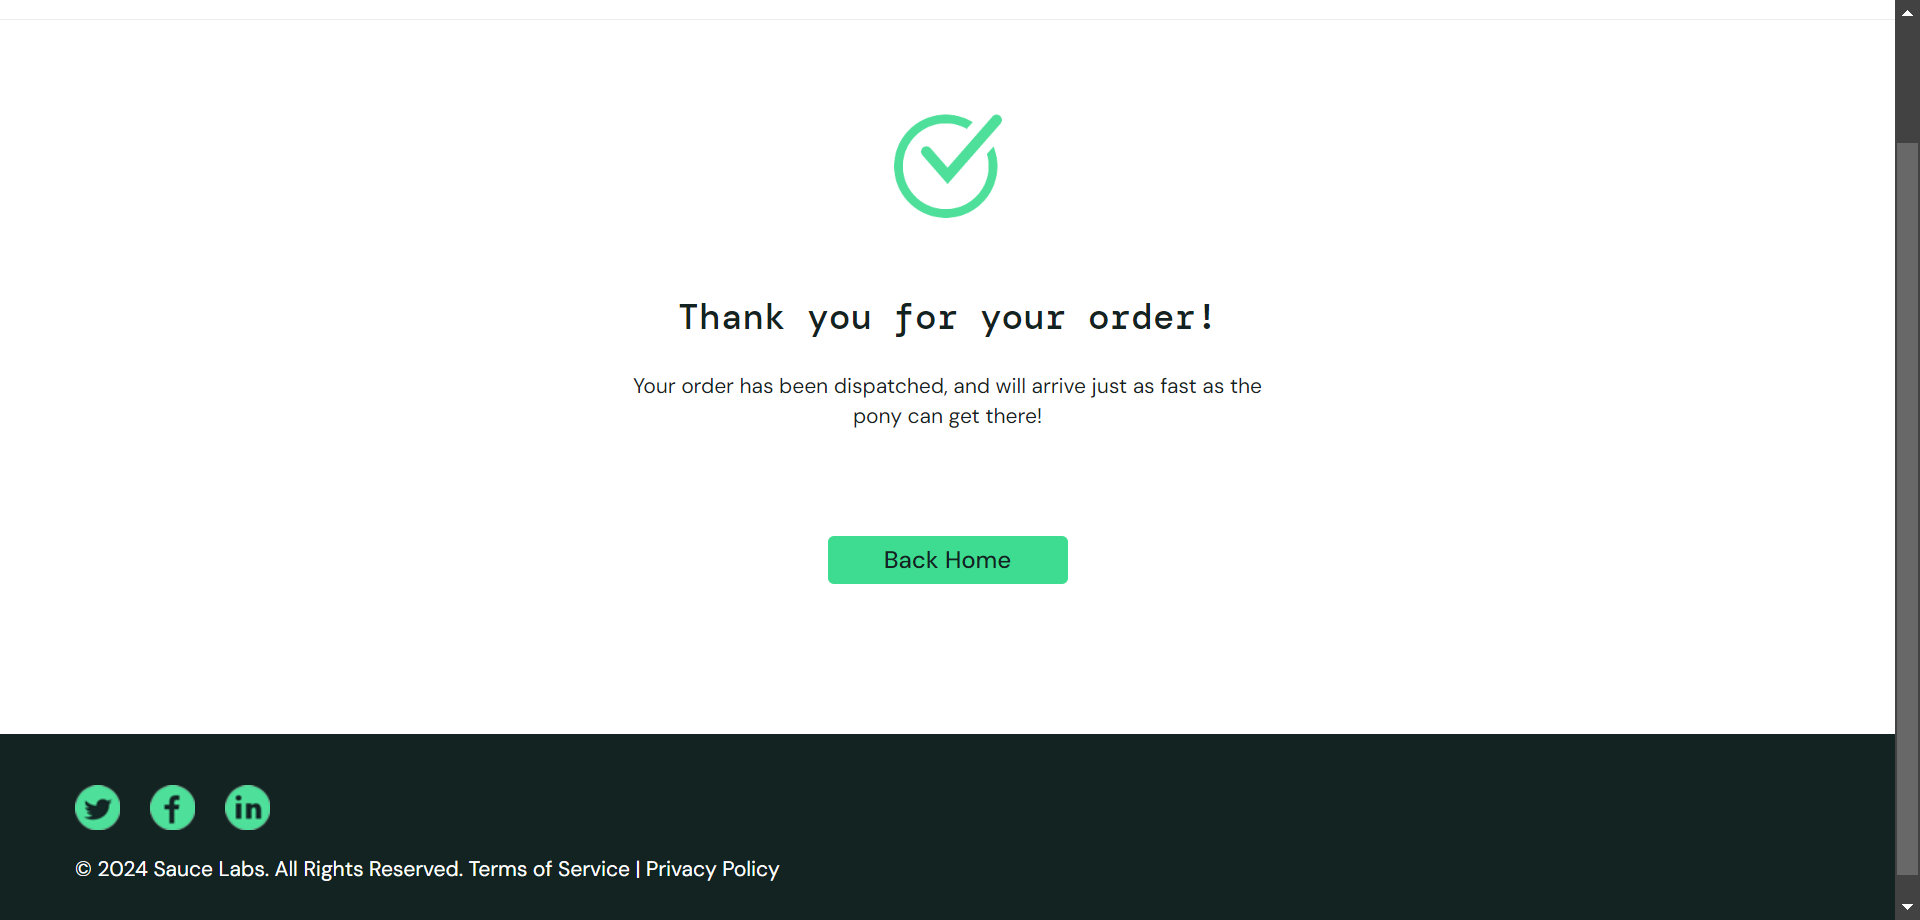 Thank you for your order!
Your order has been dispatched, and will arrive just as fast as the
pony can get there!
Back Home
© 2024 Sauce Labs. All Rights Reserved. Terms of Service | Privacy Policy